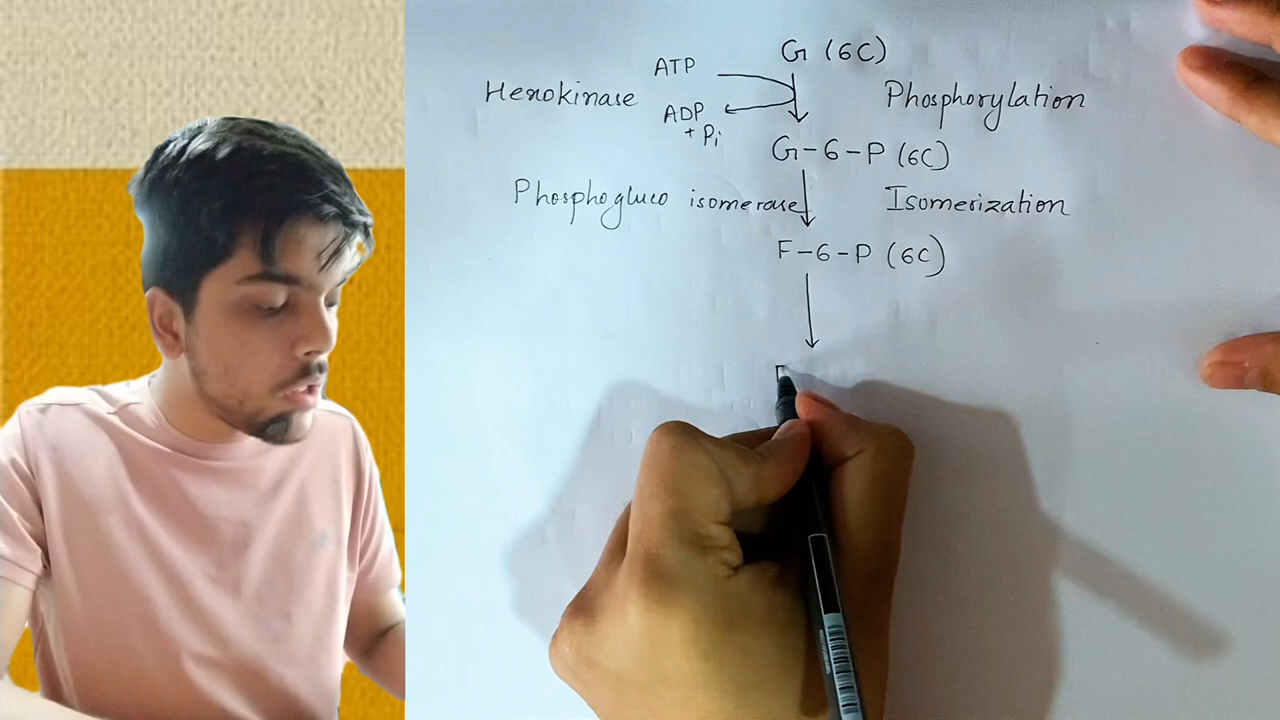 G (6C)
ATP
Hexokinase
Phosphorylation
ADP
+ Pi
G-6-P (6C)
Phosphogluco isomerase
Isomerization
F-6-P (6C)